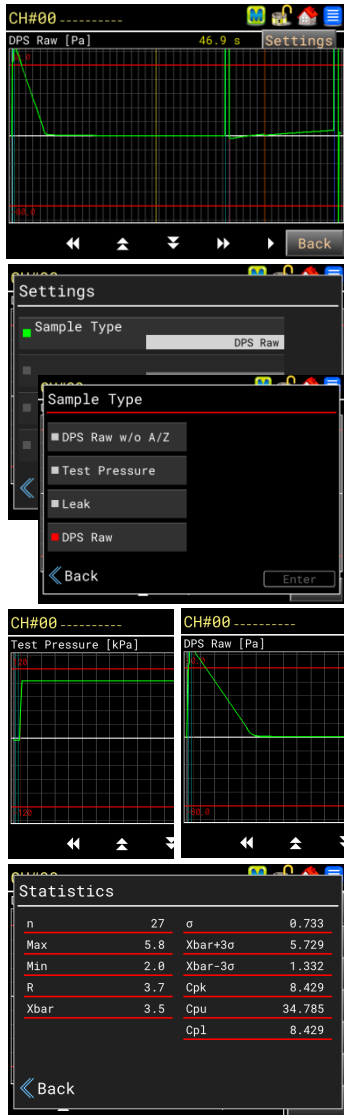 CH#00----------
M
DPS Raw [Pa] 46.9 s Settings
Back
Settings
Sample Type
DPS Raw
Sample Type
DPS Raw w/o A/Z
Test Pressure
Leak
DPS Raw
Back Enter
CH#00----------
Test Pressure [kPa]
CH#00----------
DPS Raw [Pa]
Statistics
n 27 σ 0.733
Max 5.8 Xbar+3σ 5.729
Min 2.0 Xbar-3σ 1.332
R 3.7 Cpk 8.429
Xbar 3.5 Cpu 34.785
Cpl 8.429
Back